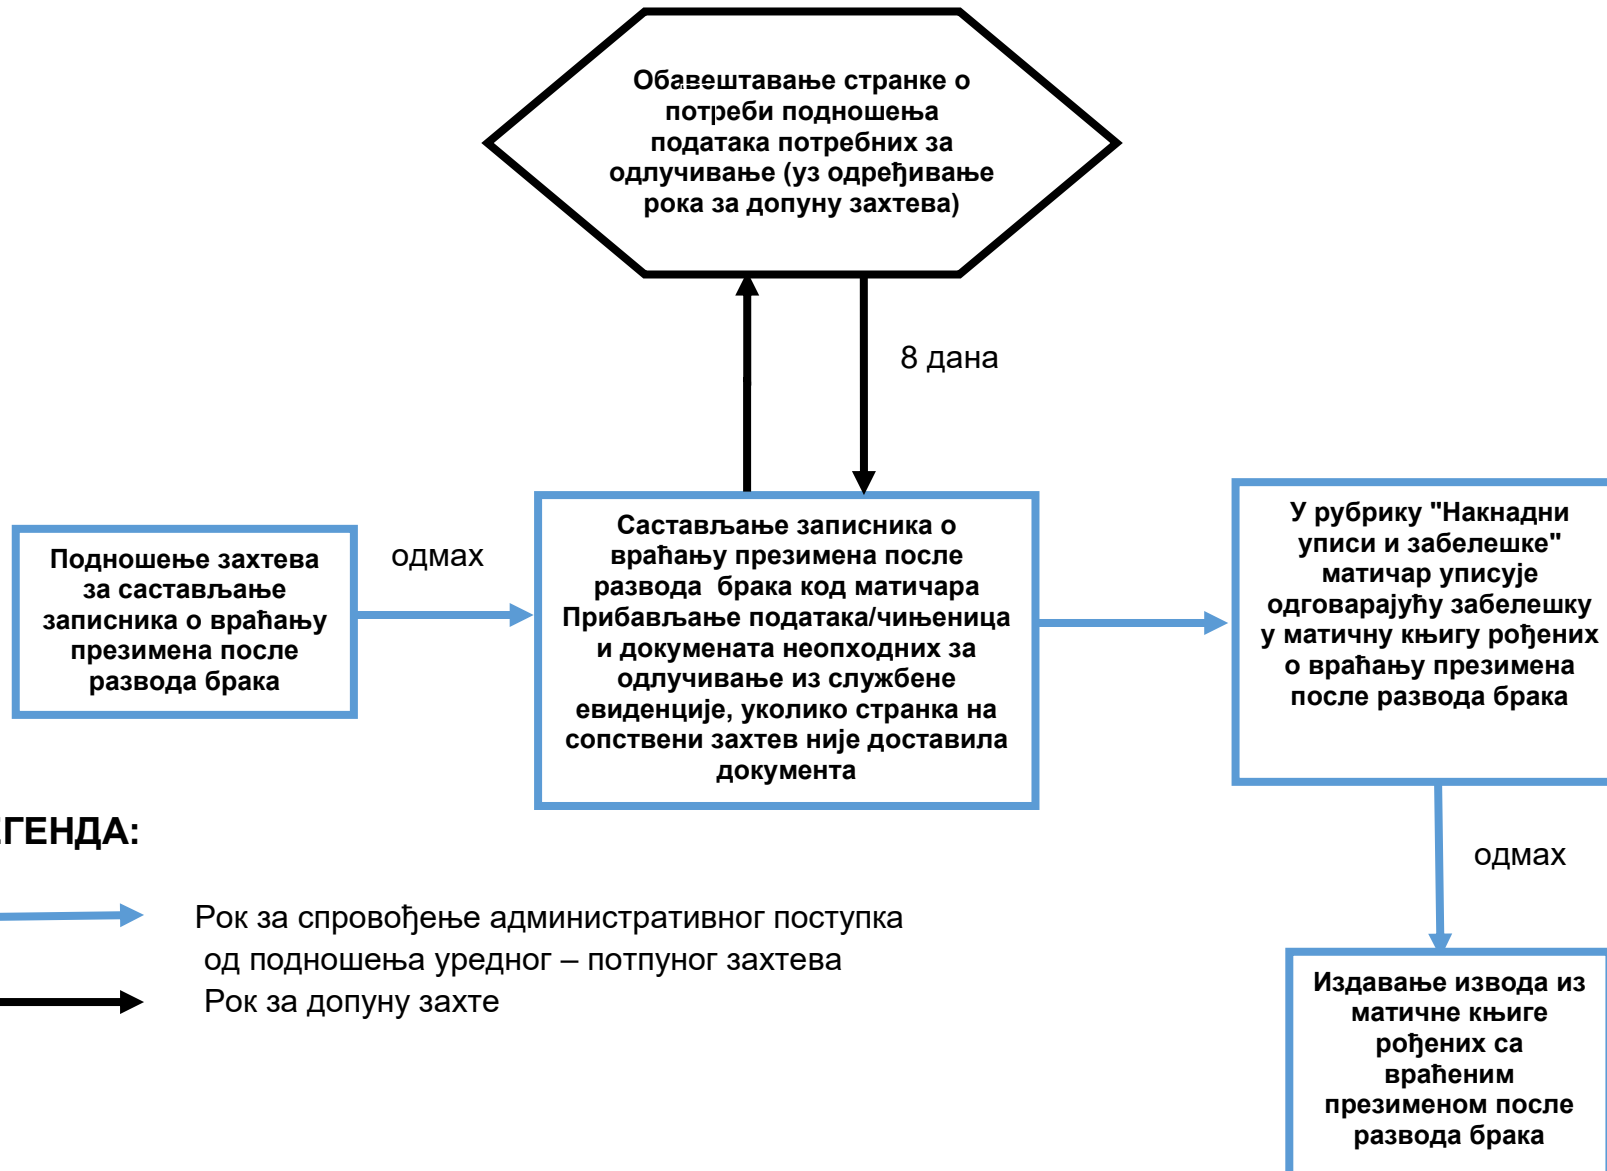 Обавештавање странке о
потреби подношења
података потребних за
одлучивање (уз одређивање
рока за допуну захтева)
8 дана
Подношење захтева
за састављање
записника о враћању
презимена после
развода брака
одмах
Састављање записника о
враћању презимена после
развода брака код матичара
Прибављање података/чињеница
и докумената неопходних за
одлучивање из службене
евиденције, уколико странка на
сопствени захтев није доставила
документа
У рубрику "Накнадни
уписи и забелешке"
матичар уписује
одговарајућу забелешку
у матичну књигу рођених
о враћању презимена
после развода брака
одмах
Издавање извода из
матичне књиге
рођених са
враћеним
презименом после
развода брака
ЕГЕНДА:
Рок за спровођење административног поступка
од подношења уредног – потпуног захтева
Рок за допуну захте